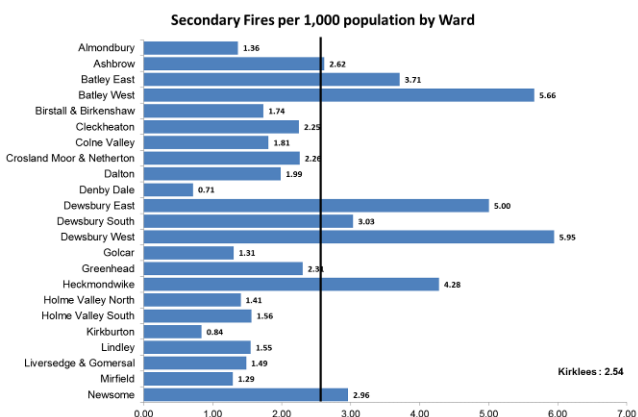 Secondary Fires per 1,000 population by Ward
Almondbury 1.36
Ashbrow 2.62
Batley East 3.71
Batley West 5.66
Birstall & Birkenshaw 1.74
Cleckheaton 2.25
Colne Valley 1.81
Crosland Moor & Netherton 2.26
Dalton 1.99
Denby Dale 0.71
Dewsbury East 5.00
Dewsbury South 3.03
Dewsbury West 5.95
Golcar 1.31
Greenhead 2.31
Heckmondwike 4.28
Holme Valley North 1.41
Holme Valley South 1.56
Kirkburton 0.84
Lindley 1.55
Liversedge & Gomersal 1.49
Kirklees : 2.54
Mirfield 1.29
Newsome 2.96
0.00 1.00 2.00 3.00 4.00 5.00 6.00 7.00